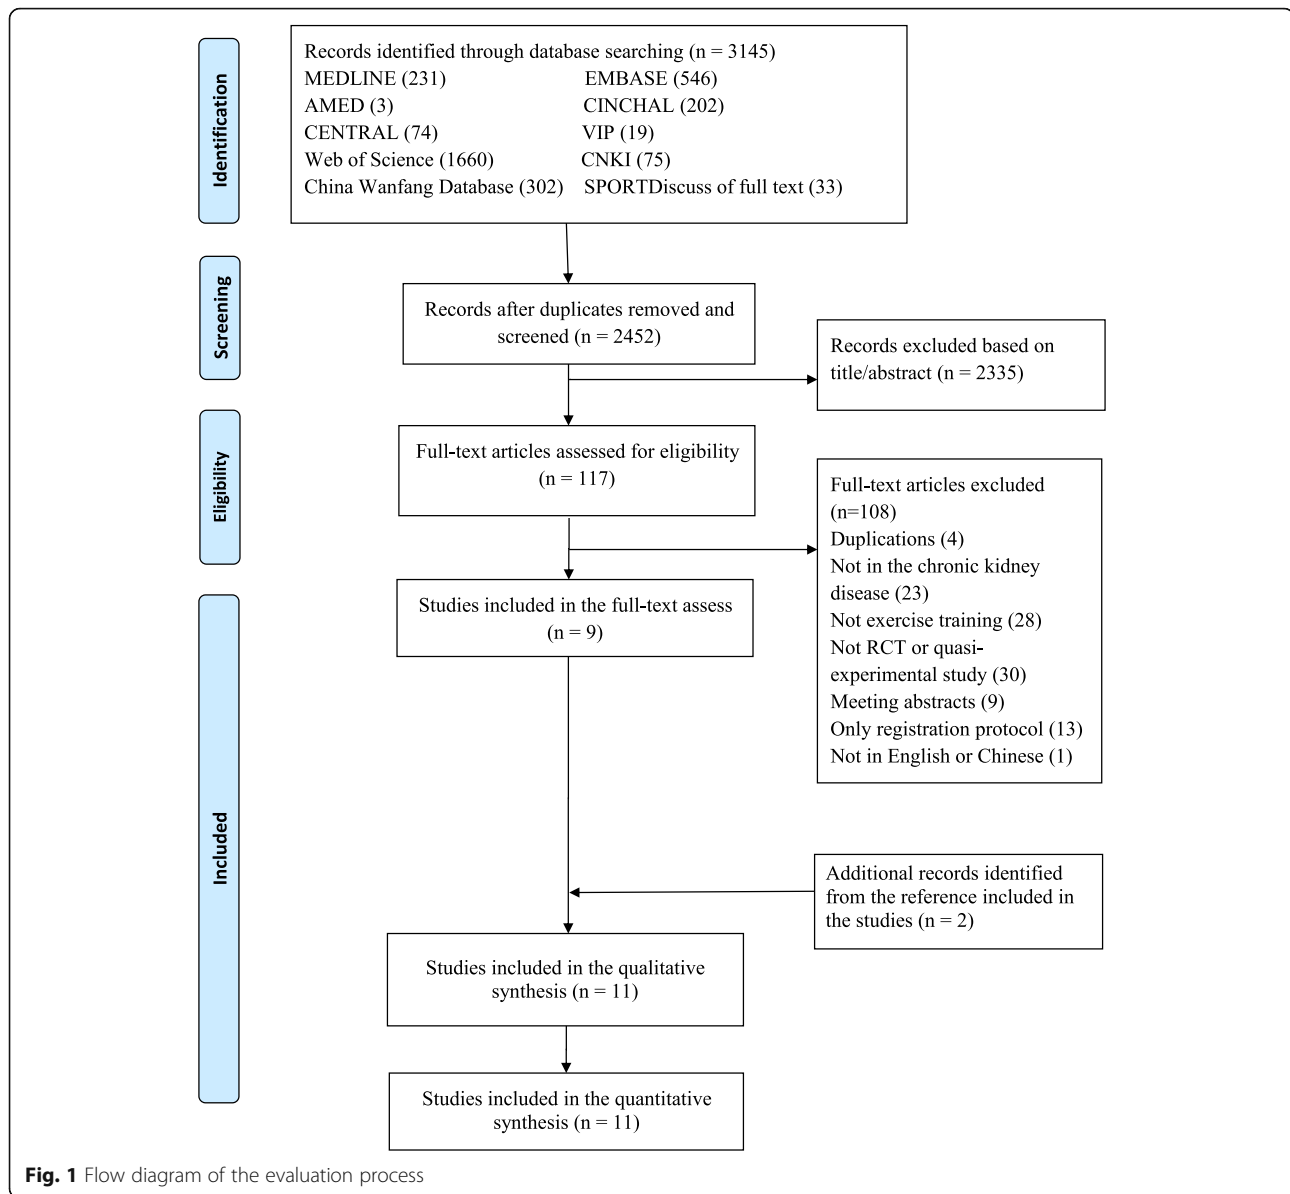 Identification
Records identified through database searching (n = 3145)
MEDLINE (231) EMBASE (546)
AMED (3) CINCHAL (202)
CENTRAL (74) VIP (19)
Web of Science (1660) CNKI (75)
China Wanfang Database (302) SPORTDiscuss of full text (33)
Screening
Records after duplicates removed and
screened (n = 2452)
Records excluded based on
title/abstract (n = 2335)
Eligibility
Full-text articles assessed for eligibility
(n = 117)
Full-text articles excluded
(n=108)
Duplications (4)
Not in the chronic kidney
disease (23)
Not exercise training (28)
Not RCT or quasi-
experimental study (30)
Meeting abstracts (9)
Only registration protocol (13)
Not in English or Chinese (1)
Included
Studies included in the full-text assess
(n = 9)
Additional records identified
from the reference included in
the studies (n = 2)
Studies included in the qualitative
synthesis (n = 11)
Studies included in the quantitative
synthesis (n = 11)
Fig. 1 Flow diagram of the evaluation process